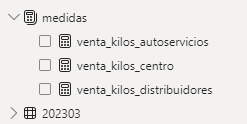 medidas
venta_kilos_autoservicios
venta_kilos_centro
venta_kilos_distribuidores
202303